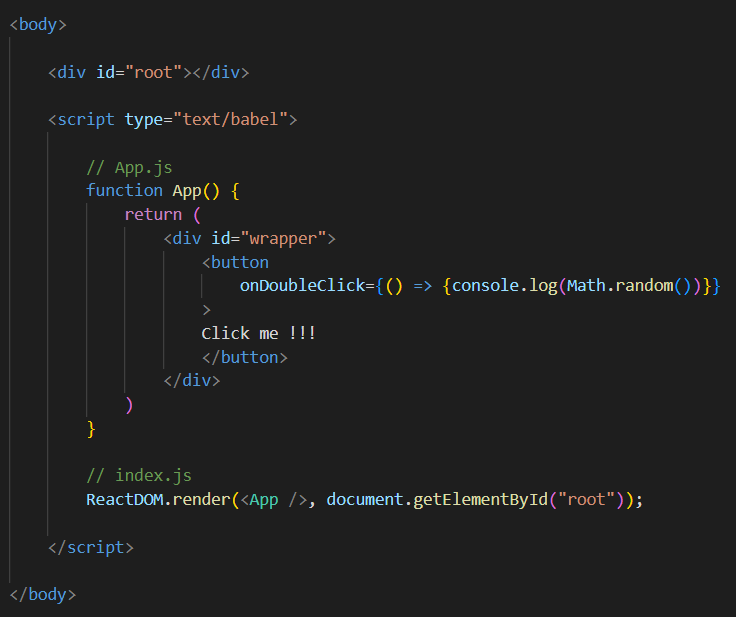 <body>
<div id="root"></div>
<script type="text/babel">
// App.js
function App() {
return (
<div id="wrapper">
<button
onDoubleClick={() => {console.log(Math.random())}}
>
Click me !!!
</button>
</div>
)
}
// index.js
ReactDOM.render(<App />, document.getElementById("root"));
</script>
</body>